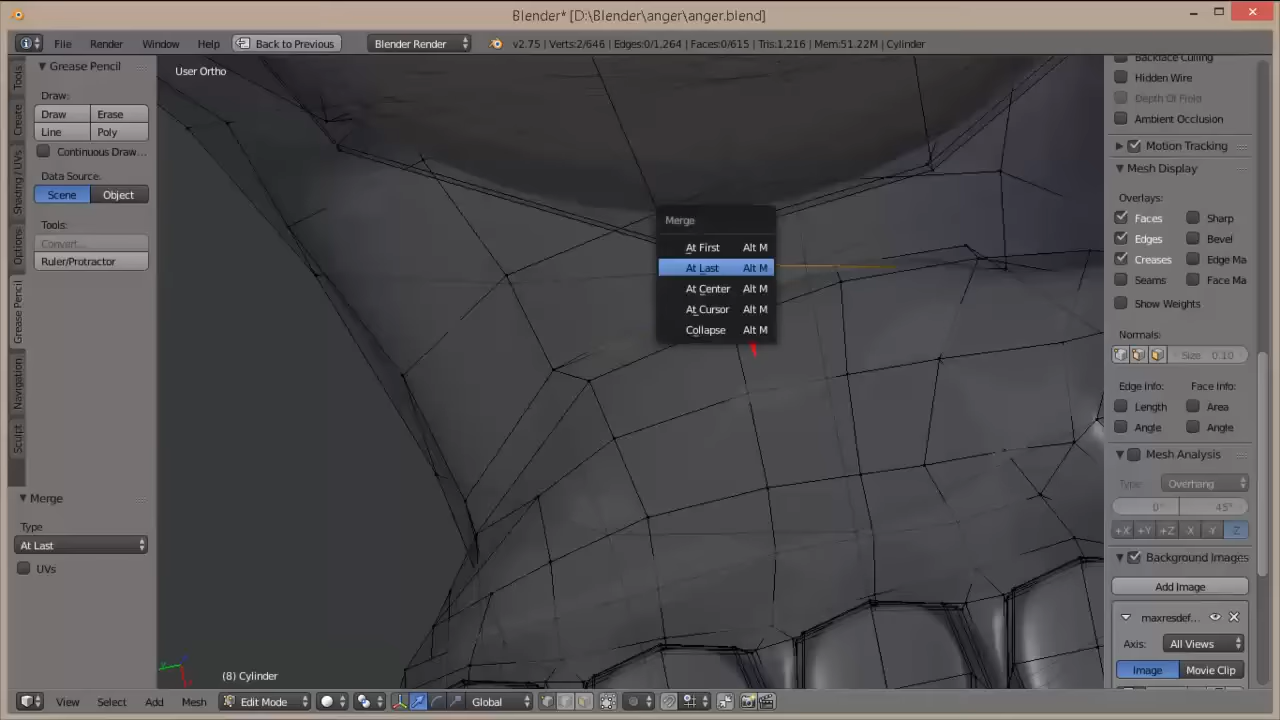 Blender* [D:\Blender\anger\anger.blend]
File Render Window Help Back to Previous Blender Render v2.75 | Verts:2/646 | Edges:0/1,264 | Faces:0/615 | Tris:1,216 | Mem:51.22M | Cylinder
Tools
Create
Shading / UVs
Options
Grease Pencil
Navigation
Sculpt
Grease Pencil
Draw:
Draw Erase
Line Poly
Continuous Draw...
Data Source:
Scene Object
Tools:
Convert...
Ruler/Protractor
Merge
Type
At Last
UVs
User Ortho
Merge
At First Alt M
At Last Alt M
At Center Alt M
At Cursor Alt M
Collapse Alt M
(8) Cylinder
Backface Culling
Hidden Wire
Depth Of Field
Ambient Occlusion
Motion Tracking
Mesh Display
Overlays:
Faces Sharp
Edges Bevel
Creases Edge Ma
Seams Face Ma
Show Weights
Normals:
Size: 0.10
Edge Info: Face Info:
Length Area
Angle Angle
Mesh Analysis
Type: Overhang
0° 45°
+X +Y +Z -X -Y -Z
Background Images
Add Image
maxresdef...
Axis: All Views
Image Movie Clip
View Select Add Mesh Edit Mode Global